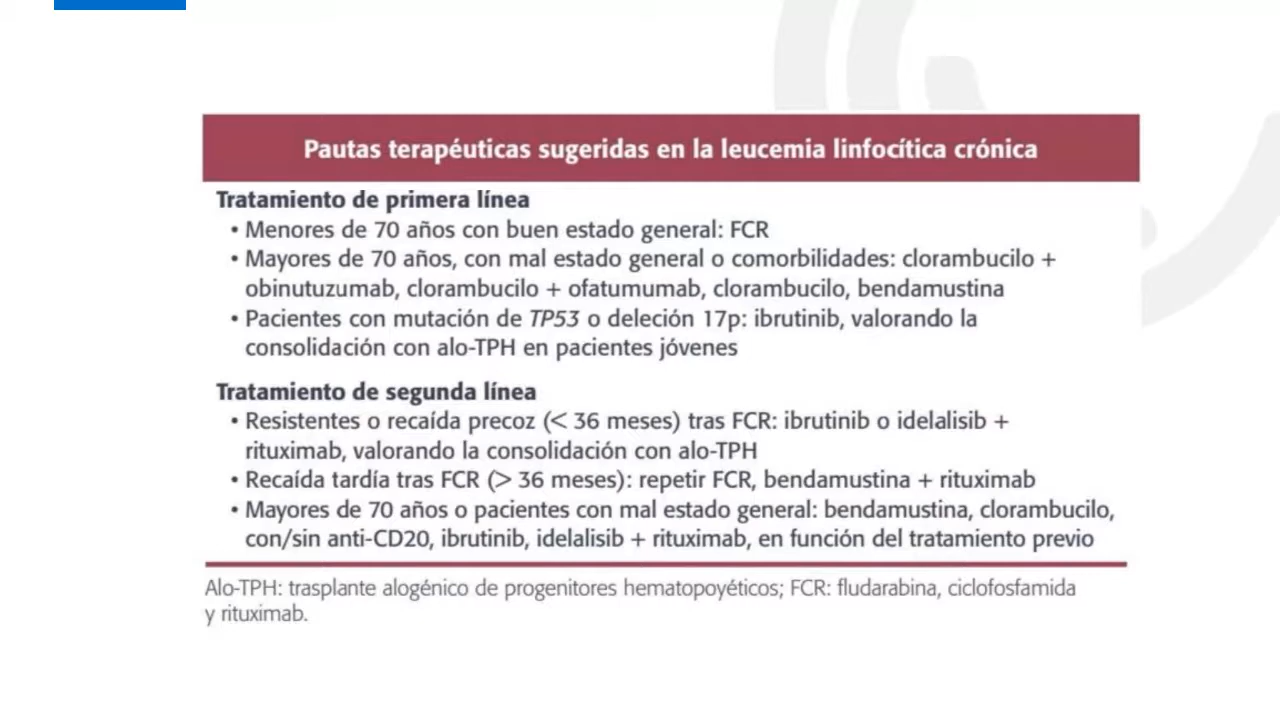 Pautas terapéuticas sugeridas en la leucemia linfocítica crónica
Tratamiento de primera línea
• Menores de 70 años con buen estado general: FCR
• Mayores de 70 años, con mal estado general o comorbilidades: clorambucilo +
obinutuzumab, clorambucilo + ofatumumab, clorambucilo, bendamustina
• Pacientes con mutación de TP53 o deleción 17p: ibrutinib, valorando la
consolidación con alo-TPH en pacientes jóvenes
Tratamiento de segunda línea
• Resistentes o recaída precoz (< 36 meses) tras FCR: ibrutinib o idelalisib +
rituximab, valorando la consolidación con alo-TPH
• Recaída tardía tras FCR (> 36 meses): repetir FCR, bendamustina + rituximab
• Mayores de 70 años o pacientes con mal estado general: bendamustina, clorambucilo,
con/sin anti-CD20, ibrutinib, idelalisib + rituximab, en función del tratamiento previo
Alo-TPH: trasplante alogénico de progenitores hematopoyéticos; FCR: fludarabina, ciclofosfamida
y rituximab.